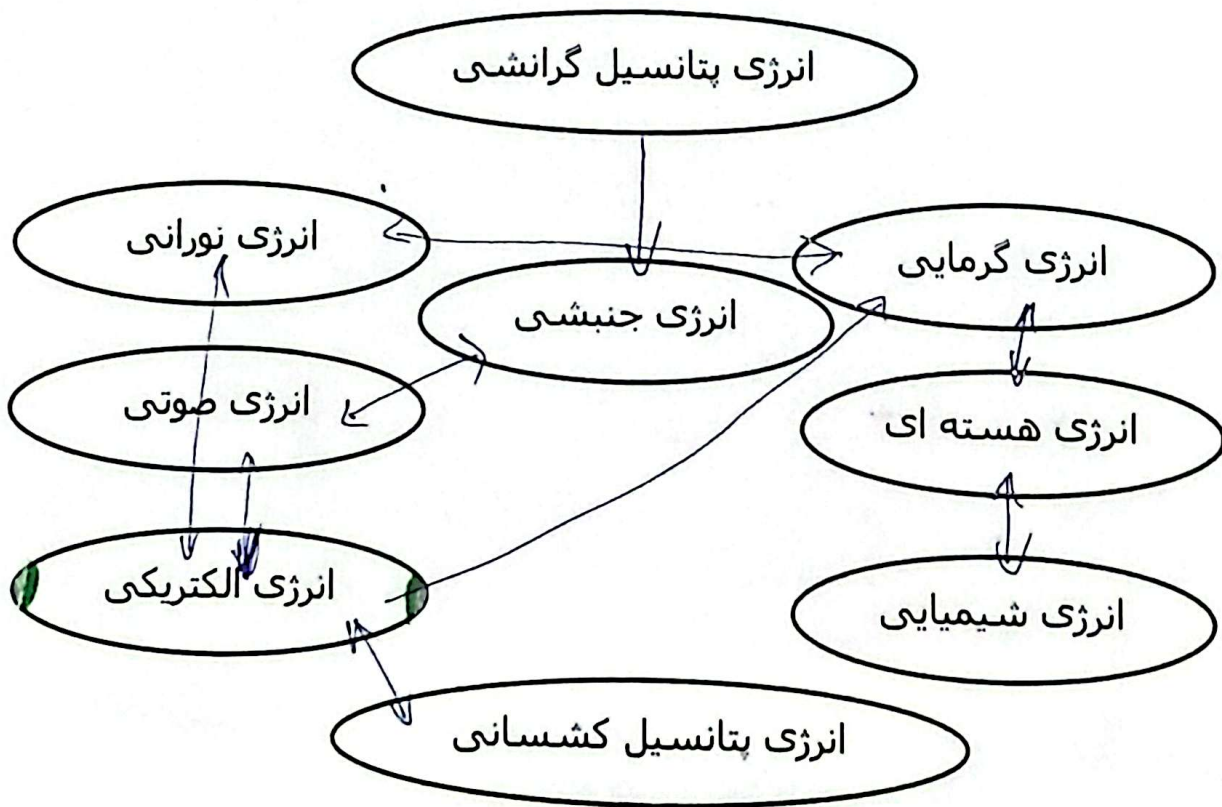 انرژی پتانسیل گرانشی
انرژی نورانی
انرژی گرمایی
انرژی جنبشی
انرژی صوتی
انرژی هسته ای
انرژی الکتریکی
انرژی شیمیایی
انرژی پتانسیل کشسانی